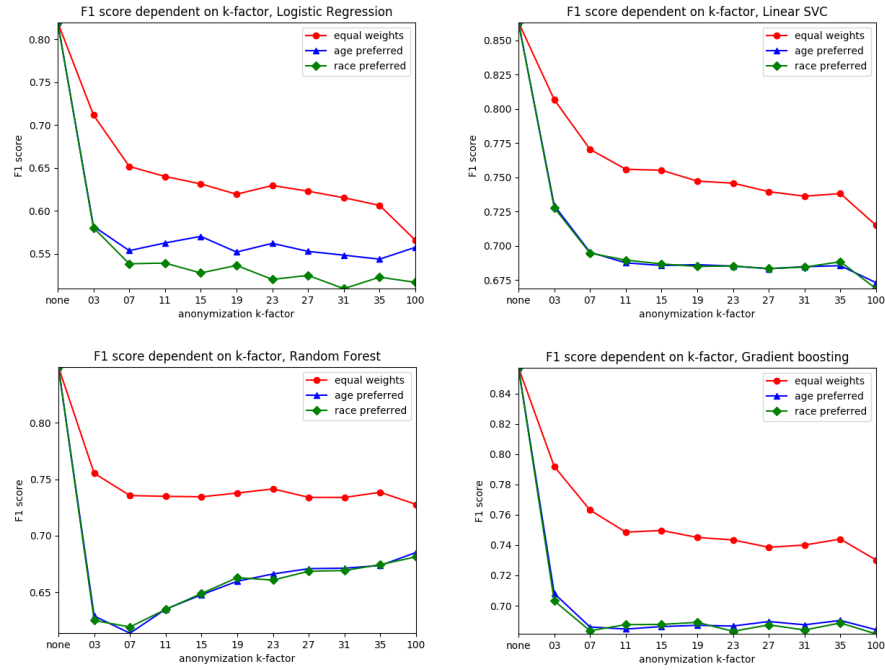 F1 score dependent on k-factor, Logistic Regression
equal weights
age preferred
race preferred
0.80
0.75
0.70
0.65
0.60
0.55
F1 score
none 03 07 11 15 19 23 27 31 35 100
anonymization k-factor
F1 score dependent on k-factor, Linear SVC
equal weights
age preferred
race preferred
0.850
0.825
0.800
0.775
0.750
0.725
0.700
0.675
F1 score
none 03 07 11 15 19 23 27 31 35 100
anonymization k-factor
F1 score dependent on k-factor, Random Forest
equal weights
age preferred
race preferred
0.80
0.75
0.70
0.65
F1 score
none 03 07 11 15 19 23 27 31 35 100
anonymization k-factor
F1 score dependent on k-factor, Gradient boosting
equal weights
age preferred
race preferred
0.84
0.82
0.80
0.78
0.76
0.74
0.72
0.70
F1 score
none 03 07 11 15 19 23 27 31 35 100
anonymization k-factor